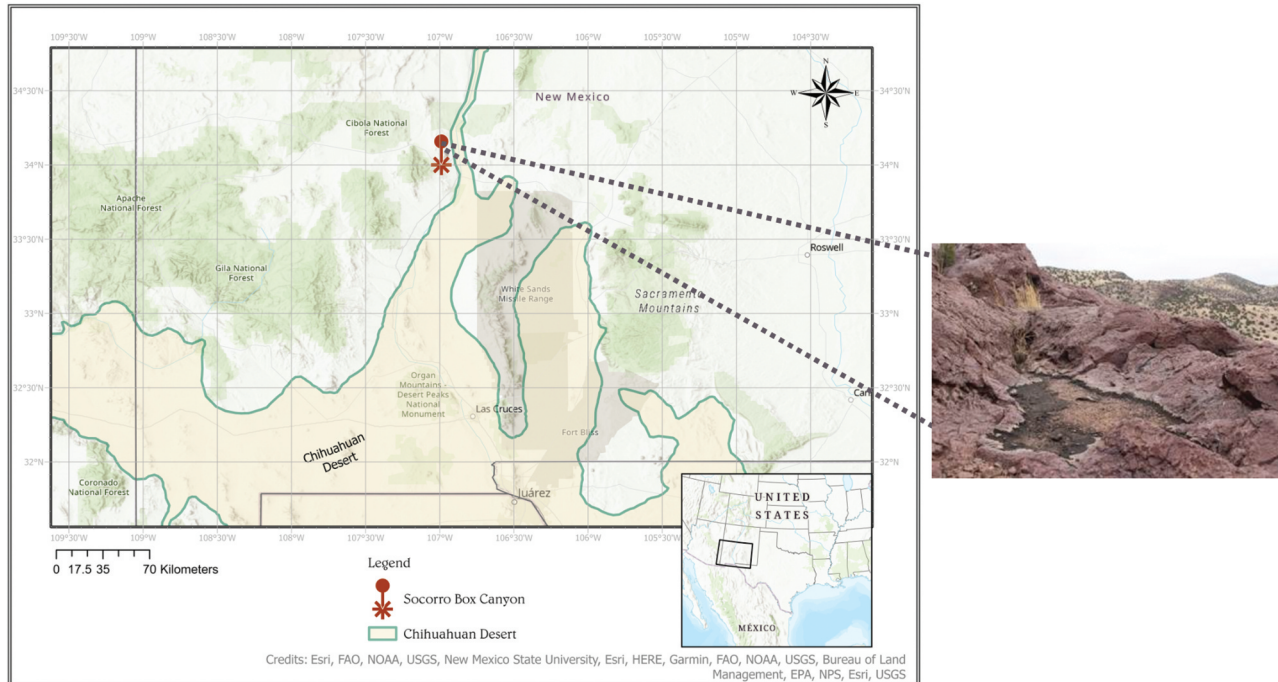 109°30'W 109°W 108°30'W 108°W 107°30'W 107°W 106°30'W 106°W 105°30'W 105°W 104°30'W
34°30'N 34°30'N
New Mexico
N
W E
S
Cibola National
Forest
34°N 34°N
Apache
National Forest
33°30'N 33°30'N
Roswell
Gila National
Forest
White Sands
Missile Range
Sacramento
Mountains
33°N 33°N
32°30'N 32°30'N
Organ
Mountains -
Desert Peaks
National
Monument
Las Cruces
Fort Bliss
Chihuahuan
Desert
32°N 32°N
Coronado
National Forest
Juárez
UNITED
STATES
MÉXICO
109°30'W 109°W 108°30'W 108°W 107°30'W 107°W 106°30'W 106°W 105°30'W
0 17.5 35 70 Kilometers
Legend
Socorro Box Canyon
Chihuahuan Desert
Credits: Esri, FAO, NOAA, USGS, New Mexico State University, Esri, HERE, Garmin, FAO, NOAA, USGS, Bureau of Land
Management, EPA, NPS, Esri, USGS